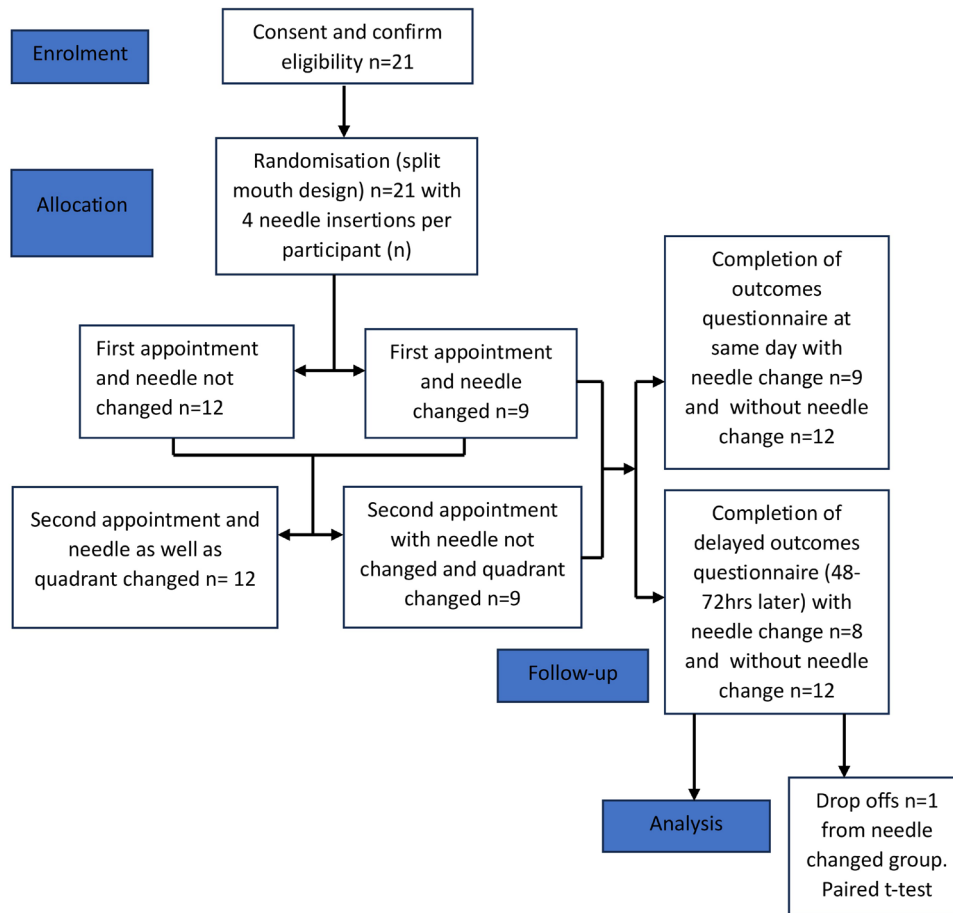 Enrolment
Consent and confirm
eligibility n=21
Allocation
Randomisation (split
mouth design) n=21 with
4 needle insertions per
participant (n)
First appointment
and needle not
changed n=12
First appointment
and needle
changed n=9
Second appointment and
needle as well as
quadrant changed n= 12
Second appointment
with needle not
changed and quadrant
changed n=9
Completion of
outcomes
questionnaire at
same day with
needle change n=9
and without needle
change n=12
Completion of
delayed outcomes
questionnaire (48-
72hrs later) with
needle change n=8
and without needle
change n=12
Follow-up
Analysis
Drop offs n=1
from needle
changed group.
Paired t-test